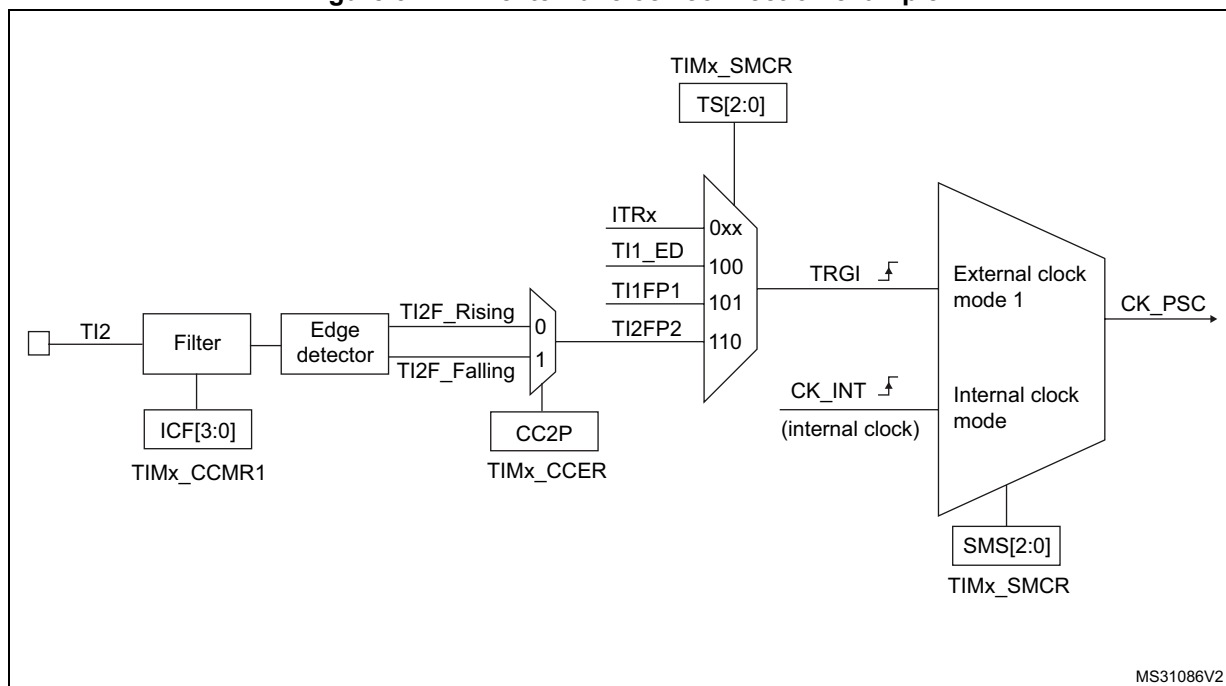 TIMx_SMCR
TS[2:0]
ITRx
0xx
TI1_ED
100
TRGI
External clock
mode 1
TI1FP1
101
CK_PSC
TI2F_Rising
0
TI2FP2
110
TI2
Filter
Edge
detector
1
TI2F_Falling
CK_INT
(internal clock)
Internal clock
mode
ICF[3:0]
TIMx_CCMR1
CC2P
TIMx_CCER
SMS[2:0]
TIMx_SMCR
MS31086V2